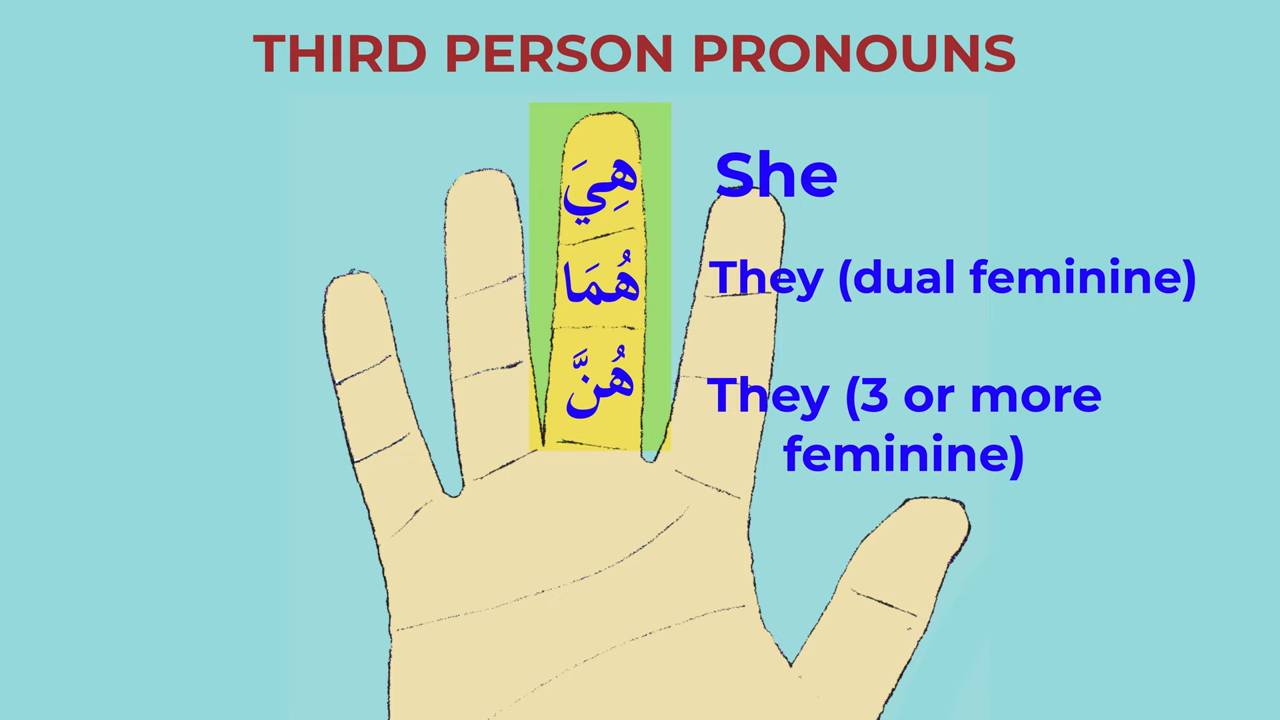 THIRD PERSON PRONOUNS
هِيَ
She
هُمَا
They (dual feminine)
هُنَّ
They (3 or more
feminine)